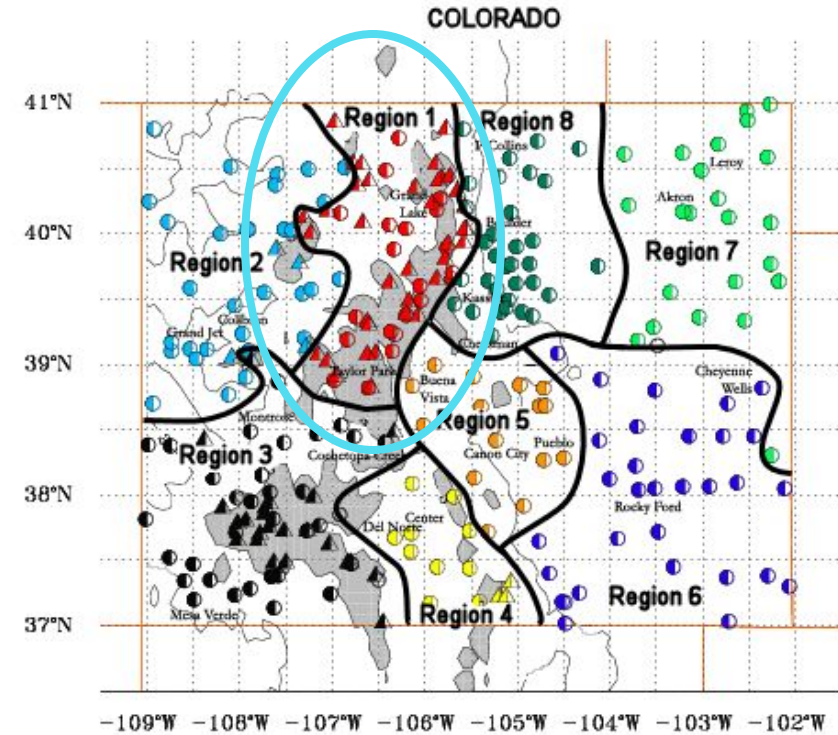 COLORADO
41°N
Region 1
Region 8
Ft Collins
Leroy
Grand
Lake
Akron
Boulder
40°N
Region 2
Region 7
Kassler
Collbran
Grand Jct
Cheesman
39°N
Taylor Park
Buena
Vista
Cheyenne
Wells
Montrose
Region 5
Region 3
Cochetopa Creek
Canon City
Pueblo
38°N
Rocky Ford
Del Norte
Center
Mesa Verde
Region 4
Region 6
37°N
-109°W -108°W -107°W -106°W -105°W -104°W -103°W -102°W